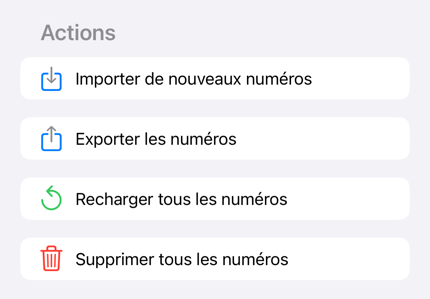 Actions
Importer de nouveaux numéros
Exporter les numéros
Recharger tous les numéros
Supprimer tous les numéros